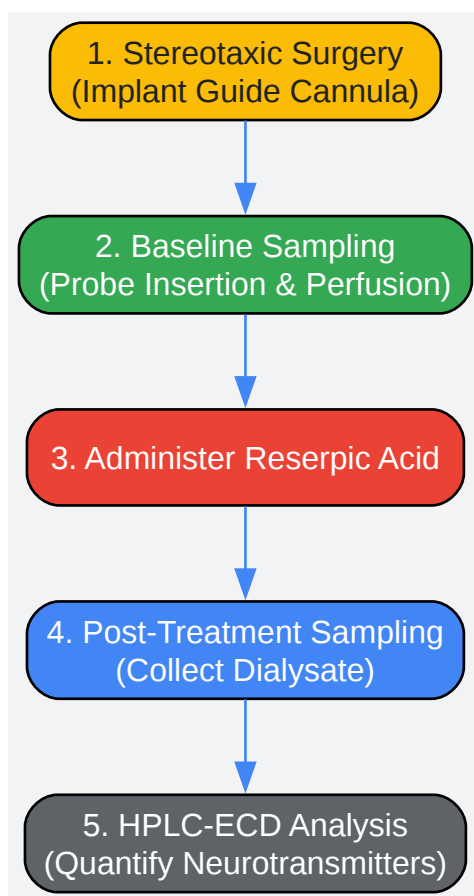 1. Stereotaxic Surgery
(Implant Guide Cannula)
2. Baseline Sampling
(Probe Insertion & Perfusion)
3. Administer Reserpic Acid
4. Post-Treatment Sampling
(Collect Dialysate)
5. HPLC-ECD Analysis
(Quantify Neurotransmitters)